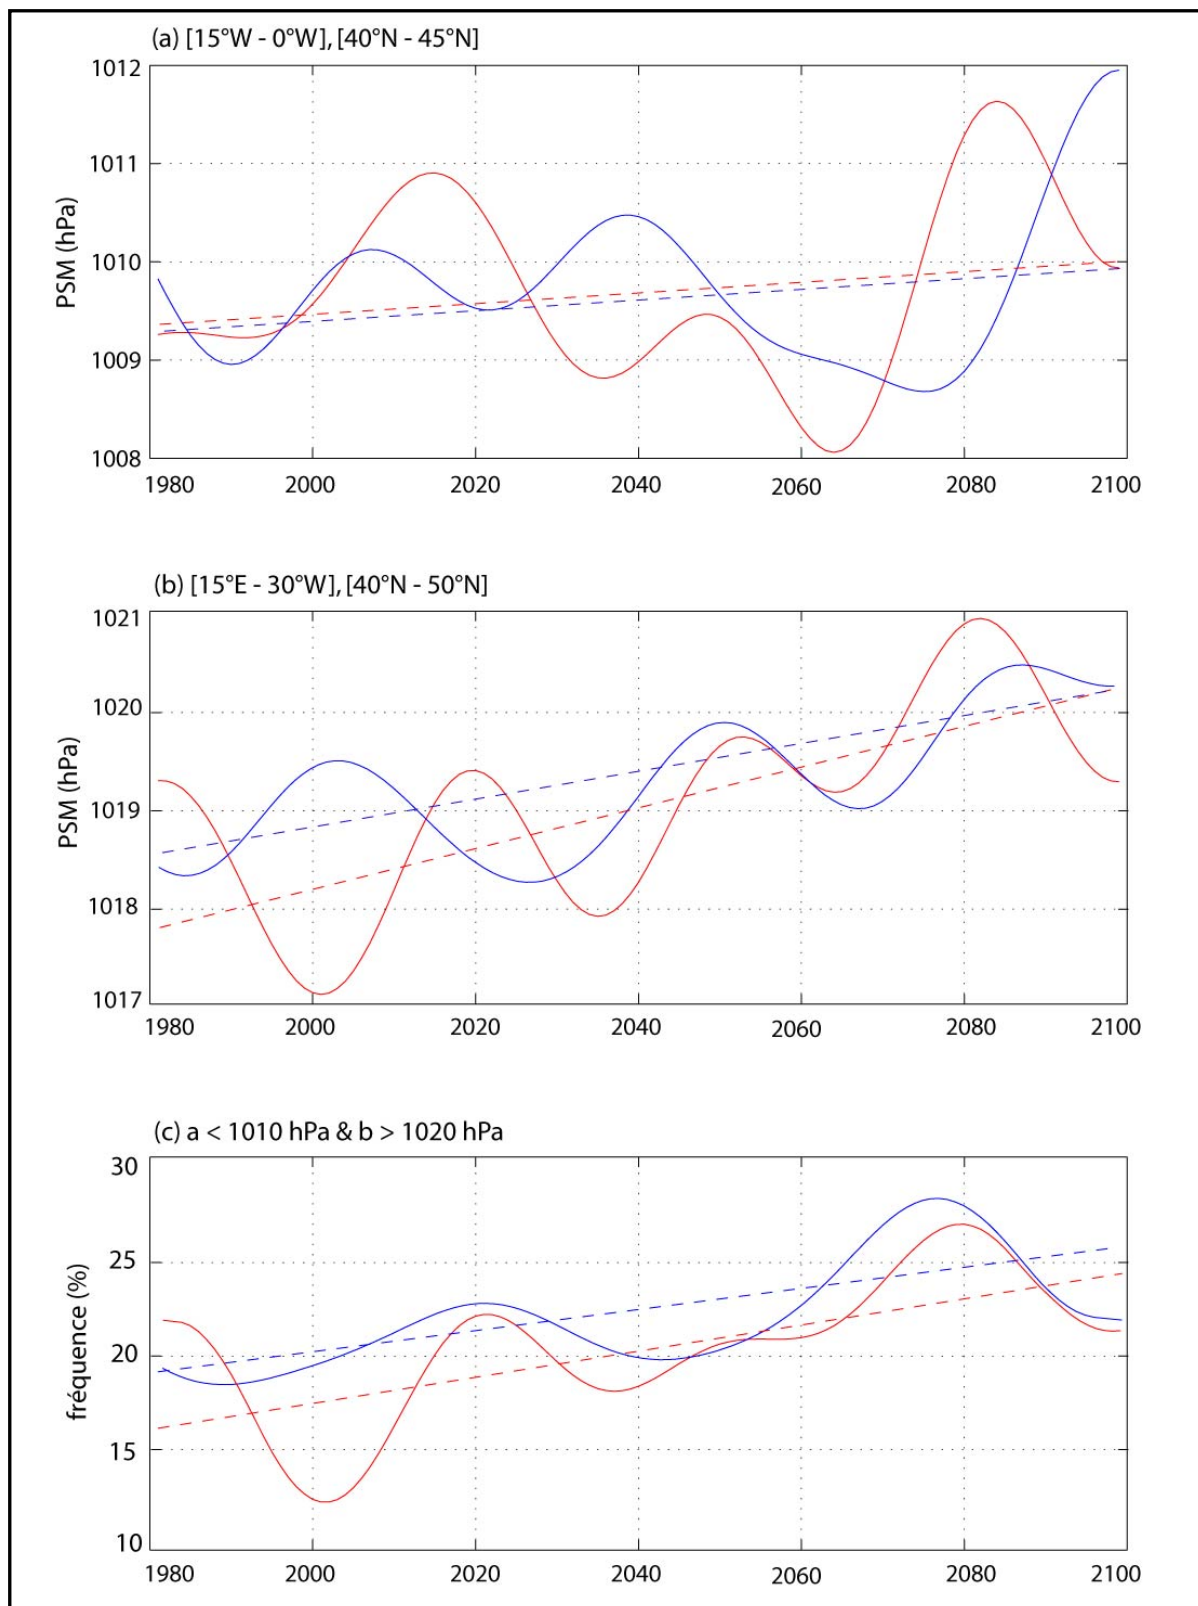 (a) [15°W - 0°W], [40°N - 45°N]
1012
1011
1010
1009
1008
PSM (hPa)
1980 2000 2020 2040 2060 2080 2100
(b) [15°E - 30°W], [40°N - 50°N]
1021
1020
1019
1018
1017
PSM (hPa)
1980 2000 2020 2040 2060 2080 2100
(c) a < 1010 hPa & b > 1020 hPa
30
25
20
15
10
fréquence (%)
1980 2000 2020 2040 2060 2080 2100